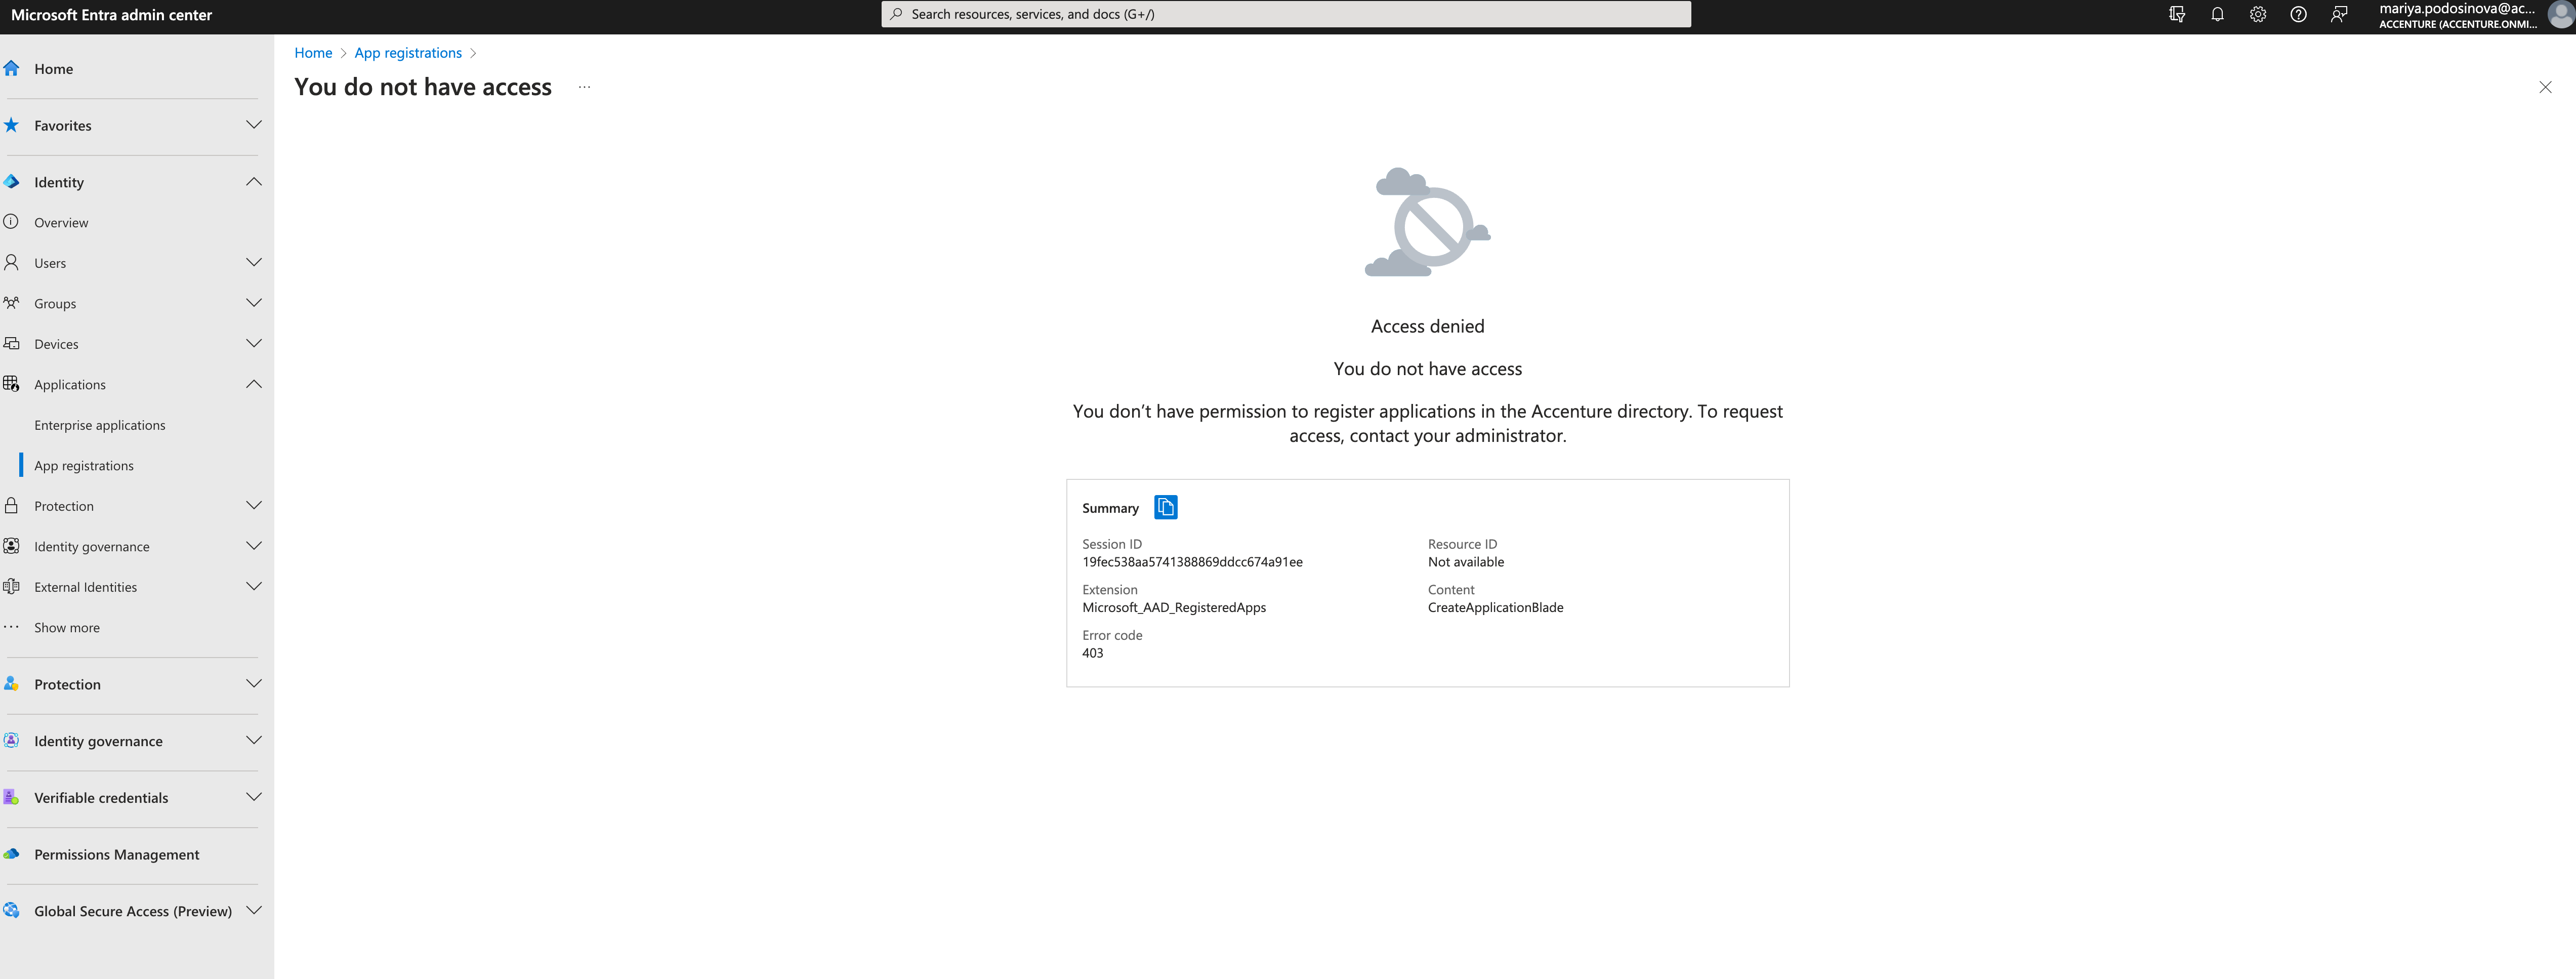 Microsoft Entra admin center
Search resources, services, and docs (G+/)
mariya.podosinova@ac...
ACCENTURE (ACCENTURE.ONMI...
Home
Favorites
Identity
Overview
Users
Groups
Devices
Applications
Enterprise applications
App registrations
Protection
Identity governance
External Identities
Show more
Protection
Identity governance
Verifiable credentials
Permissions Management
Global Secure Access (Preview)
Home > App registrations >
You do not have access ...
Access denied
You do not have access
You don’t have permission to register applications in the Accenture directory. To request
access, contact your administrator.
Summary
Session ID
19fec538aa5741388869ddcc674a91ee
Resource ID
Not available
Extension
Microsoft_AAD_RegisteredApps
Content
CreateApplicationBlade
Error code
403